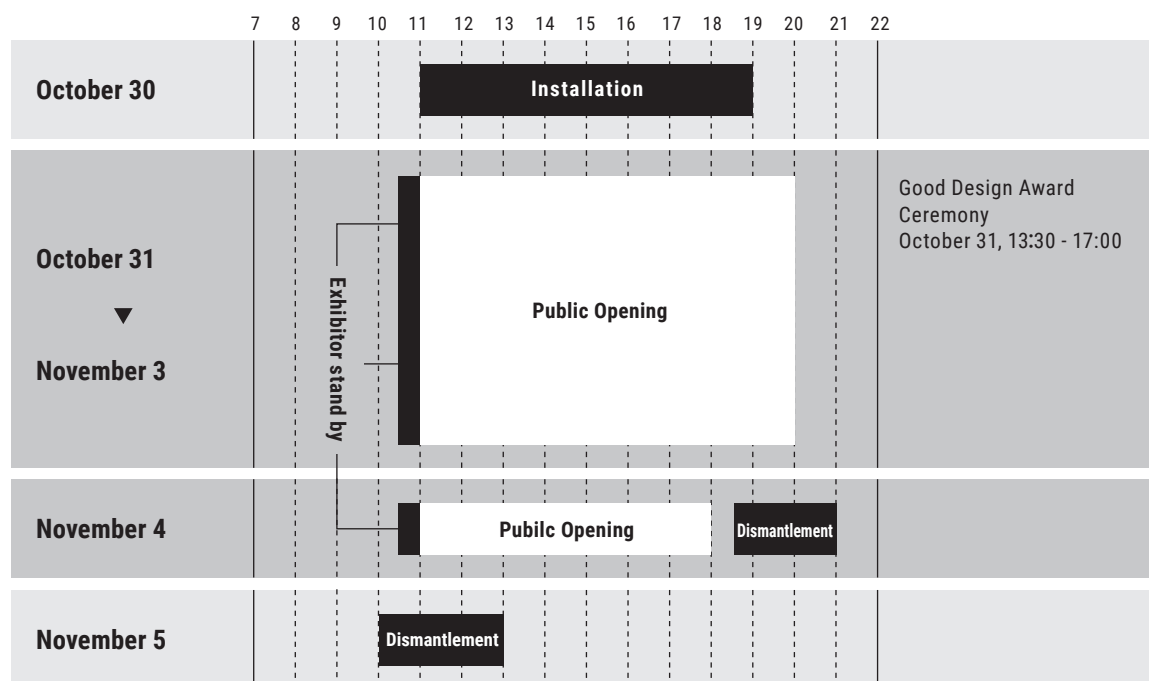 7 8 9 10 11 12 13 14 15 16 17 18 19 20 21 22
October 30
Installation
October 31
▼
November 3
Exhibitor stand by
Public Opening
Good Design Award
Ceremony
October 31, 13:30 - 17:00
November 4
Pubilc Opening
Dismantlement
November 5
Dismantlement